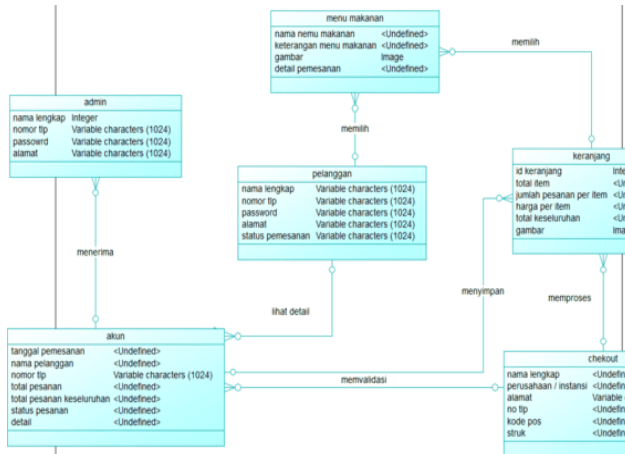 menu makanan
nama nemu makanan <Undefined>
keterangan menu makanan <Undefined>
gambar Image
detail pemesanan <Undefined>
memilih
admin
nama lengkap Integer
nomor tlp Variable characters (1024)
passowrd Variable characters (1024)
alamat Variable characters (1024)
memilih
keranjang
id keranjang
total item
jumlah pesanan per item
harga per item
total keseluruhan
gambar
pelanggan
nama lengkap Variable characters (1024)
nomor tlp Variable characters (1024)
password Variable characters (1024)
alamat Variable characters (1024)
status pemesanan Variable characters (1024)
menerima
menyimpan
memproses
lihat detail
akun
tanggal pemesanan <Undefined>
nama pelanggan <Undefined>
nomor tlp Variable characters (1024)
total pesanan <Undefined>
total pesanan keseluruhan <Undefined>
status pesanan <Undefined>
detail <Undefined>
memvalidasi
chekout
nama lengkap
perusahaan / instansi
alamat Variable
no tlp
kode pos
struk